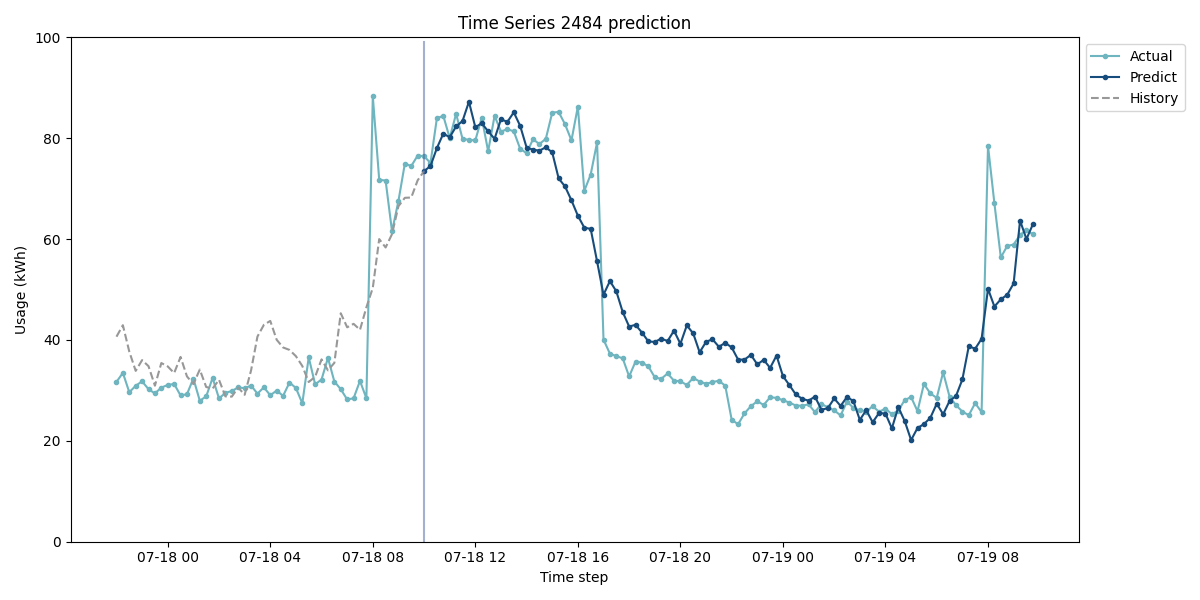 Time Series 2484 prediction
100
80
60
40
20
0
Usage (kWh)
07-18 00
07-18 04
07-18 08
07-18 12
07-18 16
07-18 20
07-19 00
07-19 04
07-19 08
Time step
Actual
Predict
History